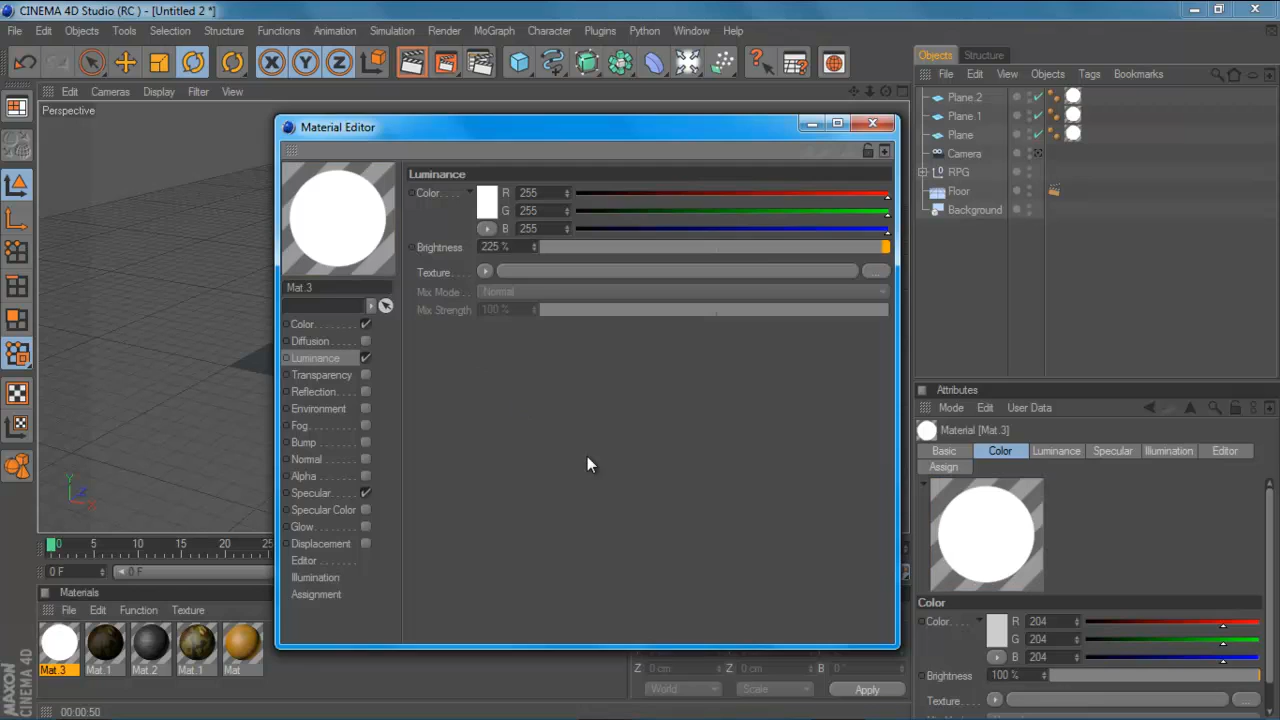 CINEMA 4D Studio (RC ) - [Untitled 2 *]
File Edit Objects Tools Selection Structure Functions Animation Simulation Render MoGraph Character Plugins Python Window Help
Objects Structure
File Edit View Objects Tags Bookmarks
Edit Cameras Display Filter View
Perspective
Plane.2
Plane.1
Plane
Camera
RPG
Floor
Background
Material Editor
Luminance
Color. . . . . R 255
G 255
B 255
Brightness 225 %
Texture. . . . .
Mix Mode. . . Normal
Mix Strength 100 %
Mat.3
Color
Diffusion
Luminance
Transparency
Reflection
Environment
Fog
Bump
Normal
Alpha
Specular
Specular Color
Glow
Displacement
Editor
Illumination
Assignment
X Y Z
Attributes
Mode Edit User Data
Material [Mat.3]
Basic Color Luminance Specular Illumination Editor
Assign
Color
Color. . . . R 204
G 204
B 204
Brightness 100 %
Texture. . . . .
Y
Z
X
0 5 10 15 20 25
0 F 0 F
Materials
File Edit Function Texture
Mat.3 Mat.1 Mat.2 Mat.1 Mat
Z 0 cm Z 0 cm B 0 °
World Scale Apply
MAXON
CINEMA 4D
00:00:50